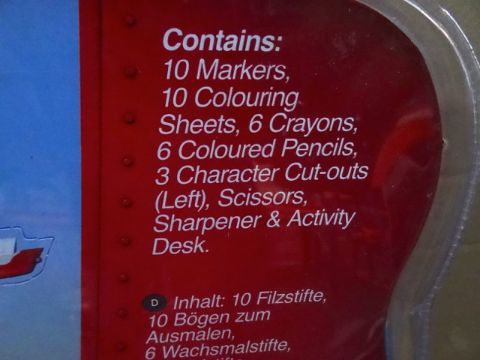 Contains:
10 Markers,
10 Colouring
Sheets, 6 Crayons,
6 Coloured Pencils,
3 Character Cut-outs
(Left), Scissors,
Sharpener & Activity
Desk.
D Inhalt: 10 Filzstifte,
10 Bögen zum
Ausmalen,
6 Wachsmalstifte,